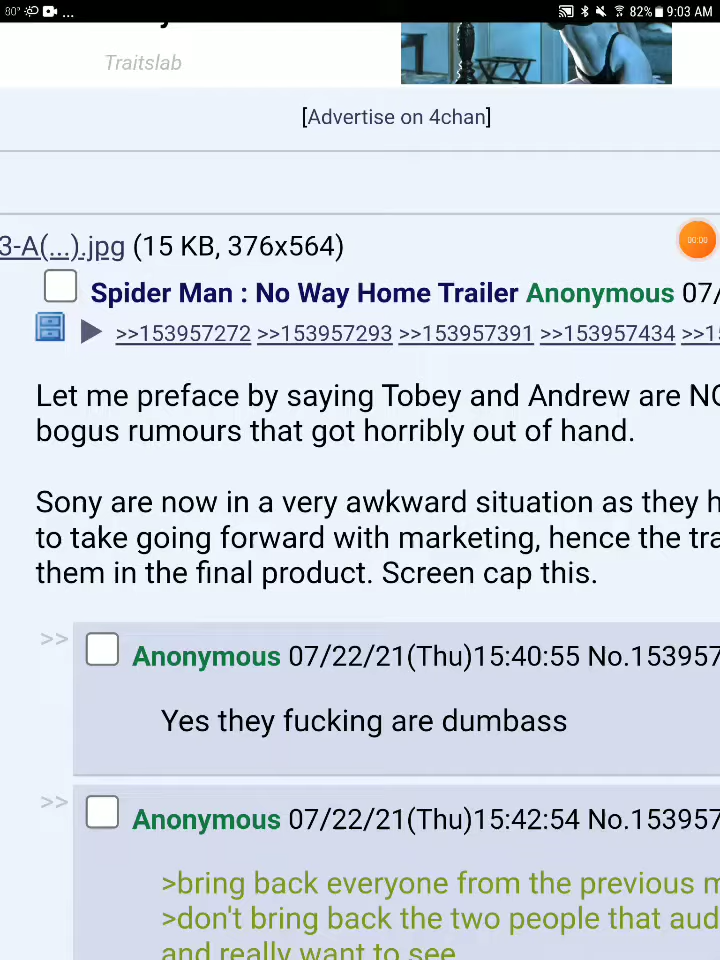 80° ... 82% 9:03 AM
Traitslab
[Advertise on 4chan]
3-A(...).jpg (15 KB, 376x564)
00:00
Spider Man : No Way Home Trailer Anonymous 07/
>>153957272 >>153957293 >>153957391 >>153957434 >>1
Let me preface by saying Tobey and Andrew are NO
bogus rumours that got horribly out of hand.
Sony are now in a very awkward situation as they h
to take going forward with marketing, hence the tra
them in the final product. Screen cap this.
>> Anonymous 07/22/21(Thu)15:40:55 No.153957
Yes they fucking are dumbass
>> Anonymous 07/22/21(Thu)15:42:54 No.153957
>bring back everyone from the previous m
>don't bring back the two people that aud
and really want to see